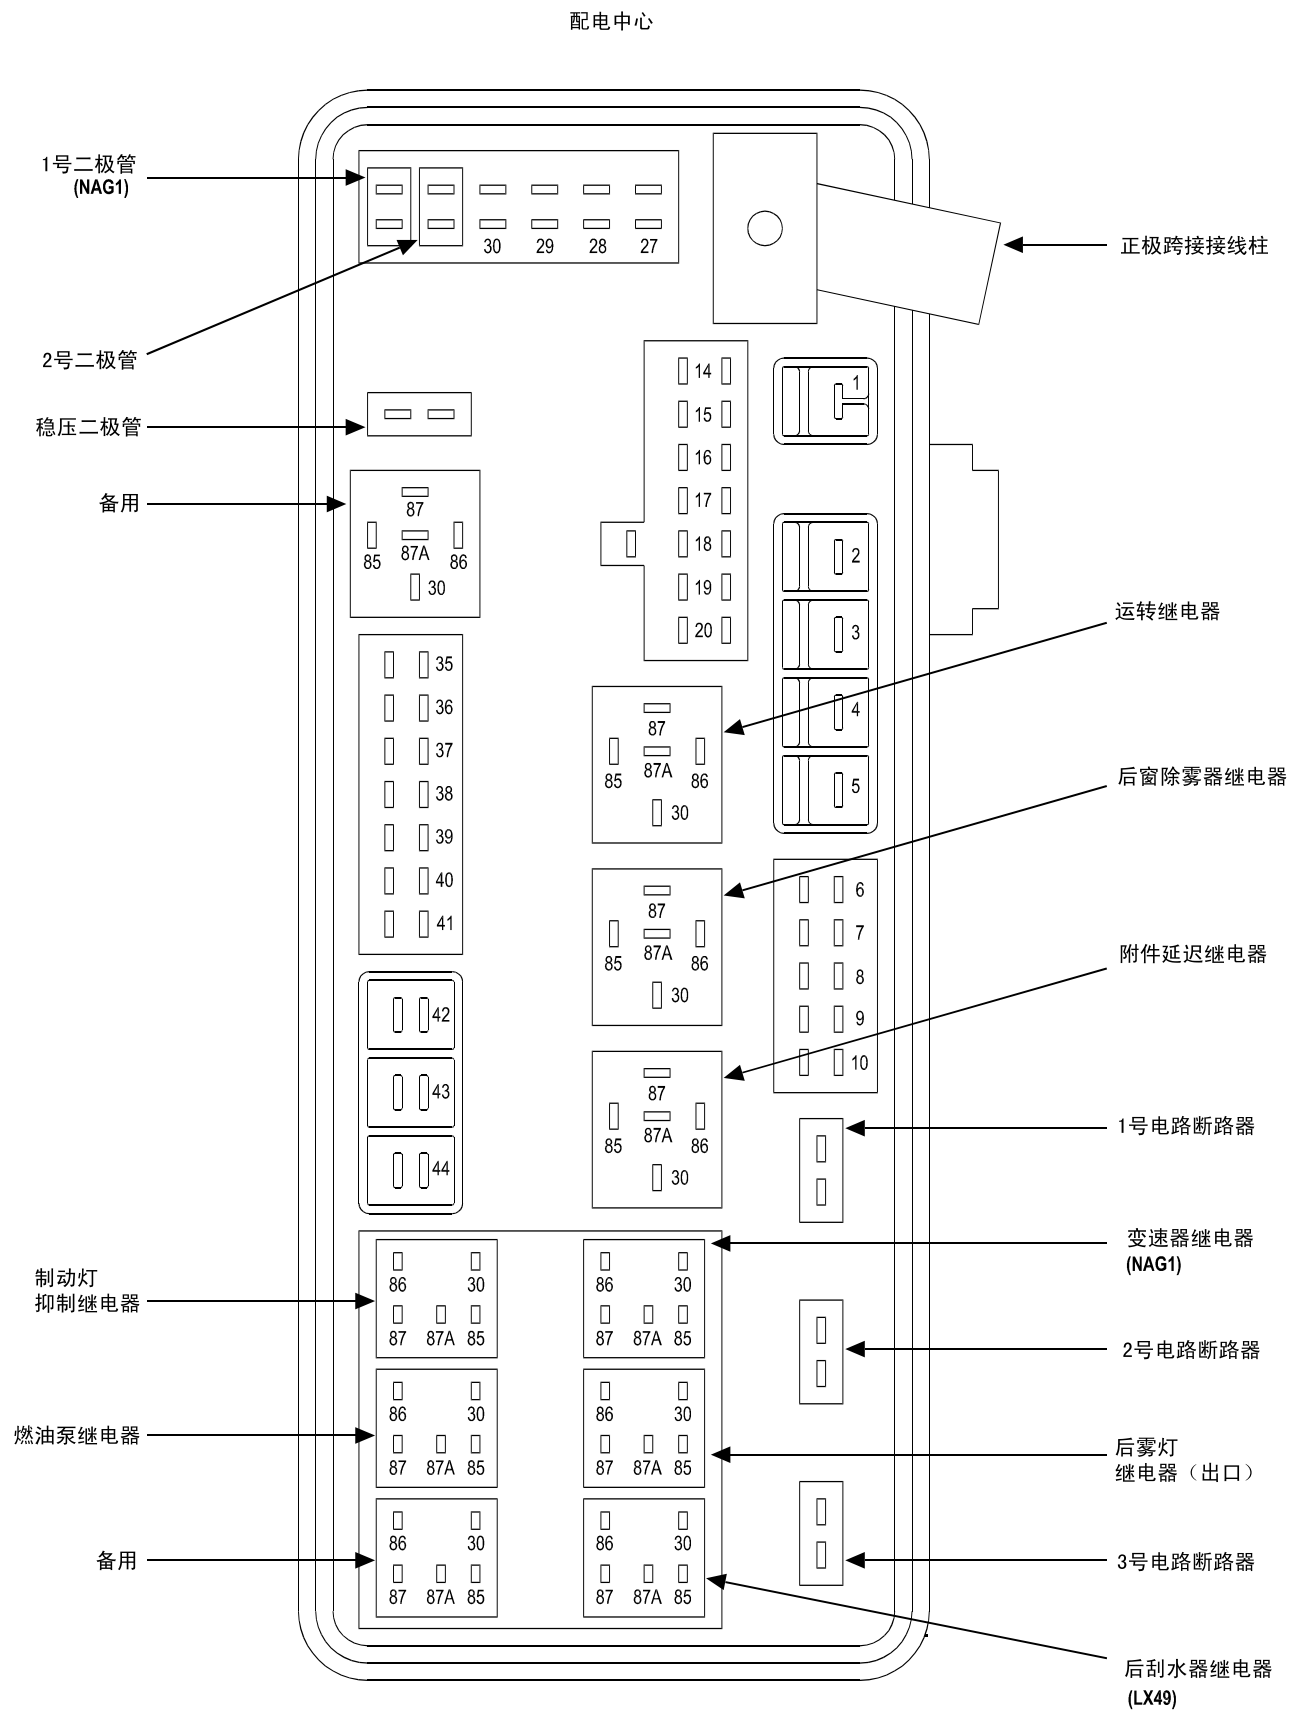 配电中心
1号二极管
(NAG1)
30 29 28 27
正极跨接接线柱
2号二极管
稳压二极管
备用
87
85 87A 86
30
14
15
16
17
18
19
20
1
2
3
4
5
运转继电器
35
36
37
38
39
40
41
87
85 87A 86
30
后窗除雾器继电器
87
85 87A 86
30
6
7
8
9
10
附件延迟继电器
87
85 87A 86
30
42
43
44
1号电路断路器
变速器继电器
(NAG1)
制动灯
抑制继电器
86 30
87 87A 85
86 30
87 87A 85
2号电路断路器
燃油泵继电器
86 30
87 87A 85
86 30
87 87A 85
后雾灯
继电器（出口）
备用
86 30
87 87A 85
86 30
87 87A 85
3号电路断路器
后刮水器继电器
(LX49)